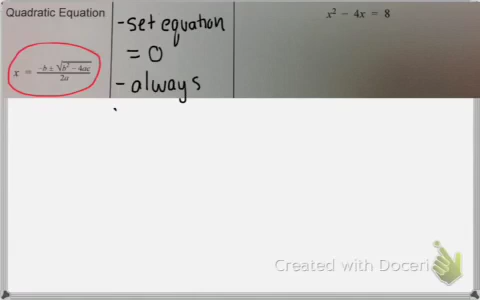 Quadratic Equation
x = -b ± √b² - 4ac / 2a
-set equation
= 0
- always
x² - 4x = 8
Created with Doceri